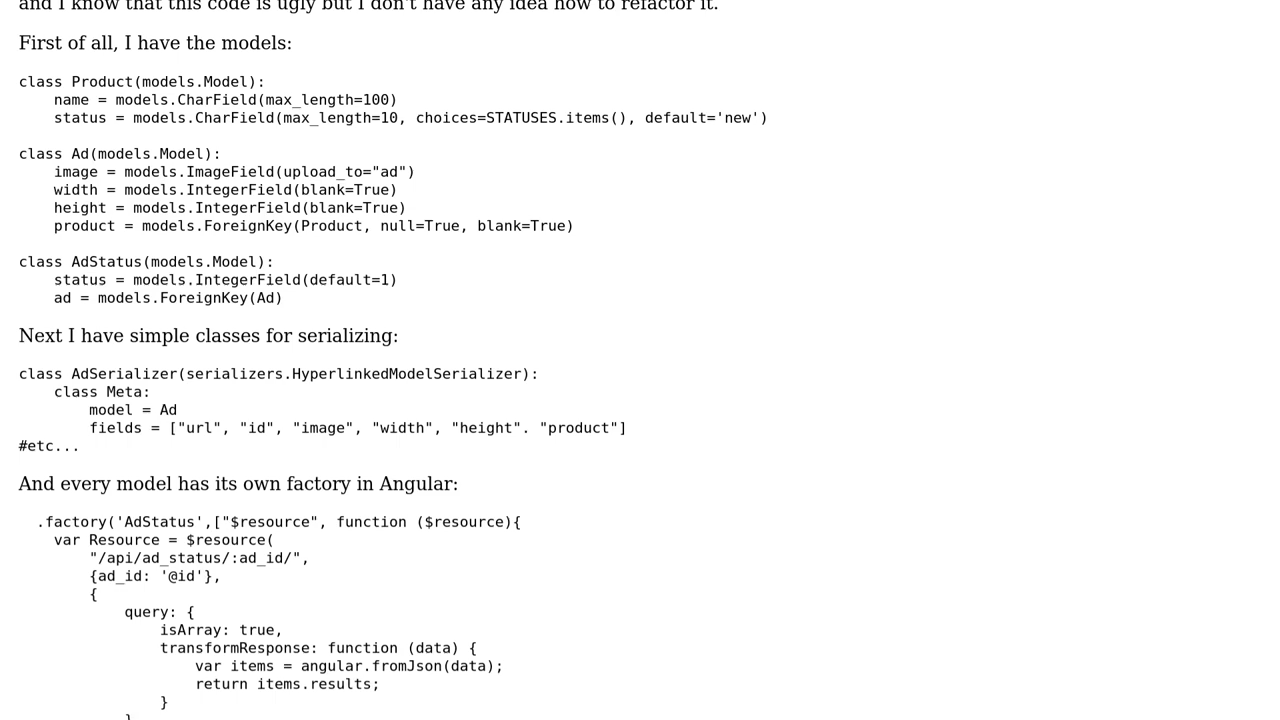 and I know that this code is ugly but I don't have any idea how to refactor it.
First of all, I have the models:
class Product(models.Model):
    name = models.CharField(max_length=100)
    status = models.CharField(max_length=10, choices=STATUSES.items(), default='new')
class Ad(models.Model):
    image = models.ImageField(upload_to="ad")
    width = models.IntegerField(blank=True)
    height = models.IntegerField(blank=True)
    product = models.ForeignKey(Product, null=True, blank=True)
class AdStatus(models.Model):
    status = models.IntegerField(default=1)
    ad = models.ForeignKey(Ad)
Next I have simple classes for serializing:
class AdSerializer(serializers.HyperlinkedModelSerializer):
    class Meta:
        model = Ad
        fields = ["url", "id", "image", "width", "height". "product"]
#etc...
And every model has its own factory in Angular:
  .factory('AdStatus',["$resource", function ($resource){
    var Resource = $resource(
        "/api/ad_status/:ad_id/",
        {ad_id: '@id'},
        {
            query: {
                isArray: true,
                transformResponse: function (data) {
                    var items = angular.fromJson(data);
                    return items.results;
                }
            }